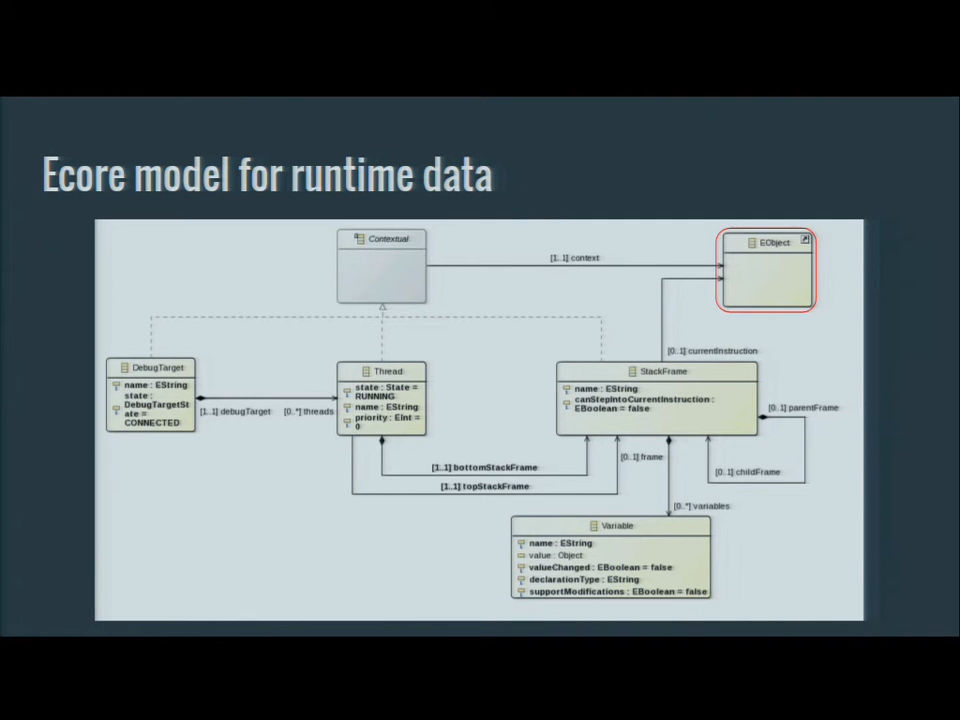 Ecore model for runtime data
Contextual
EObject
[1..1] context
[0..1] currentInstruction
DebugTarget
name : EString
state :
DebugTargetSt
ate =
CONNECTED
[1..1] debugTarget
[0..*] threads
Thread
state : State =
RUNNING
name : EString
priority : EInt =
0
StackFrame
name : EString
canStepIntoCurrentInstruction :
EBoolean = false
[0..1] parentFrame
[0..1] childFrame
[0..1] frame
[1..1] bottomStackFrame
[1..1] topStackFrame
[0..*] variables
Variable
name : EString
value : Object
valueChanged : EBoolean = false
declarationType : EString
supportModifications : EBoolean = false